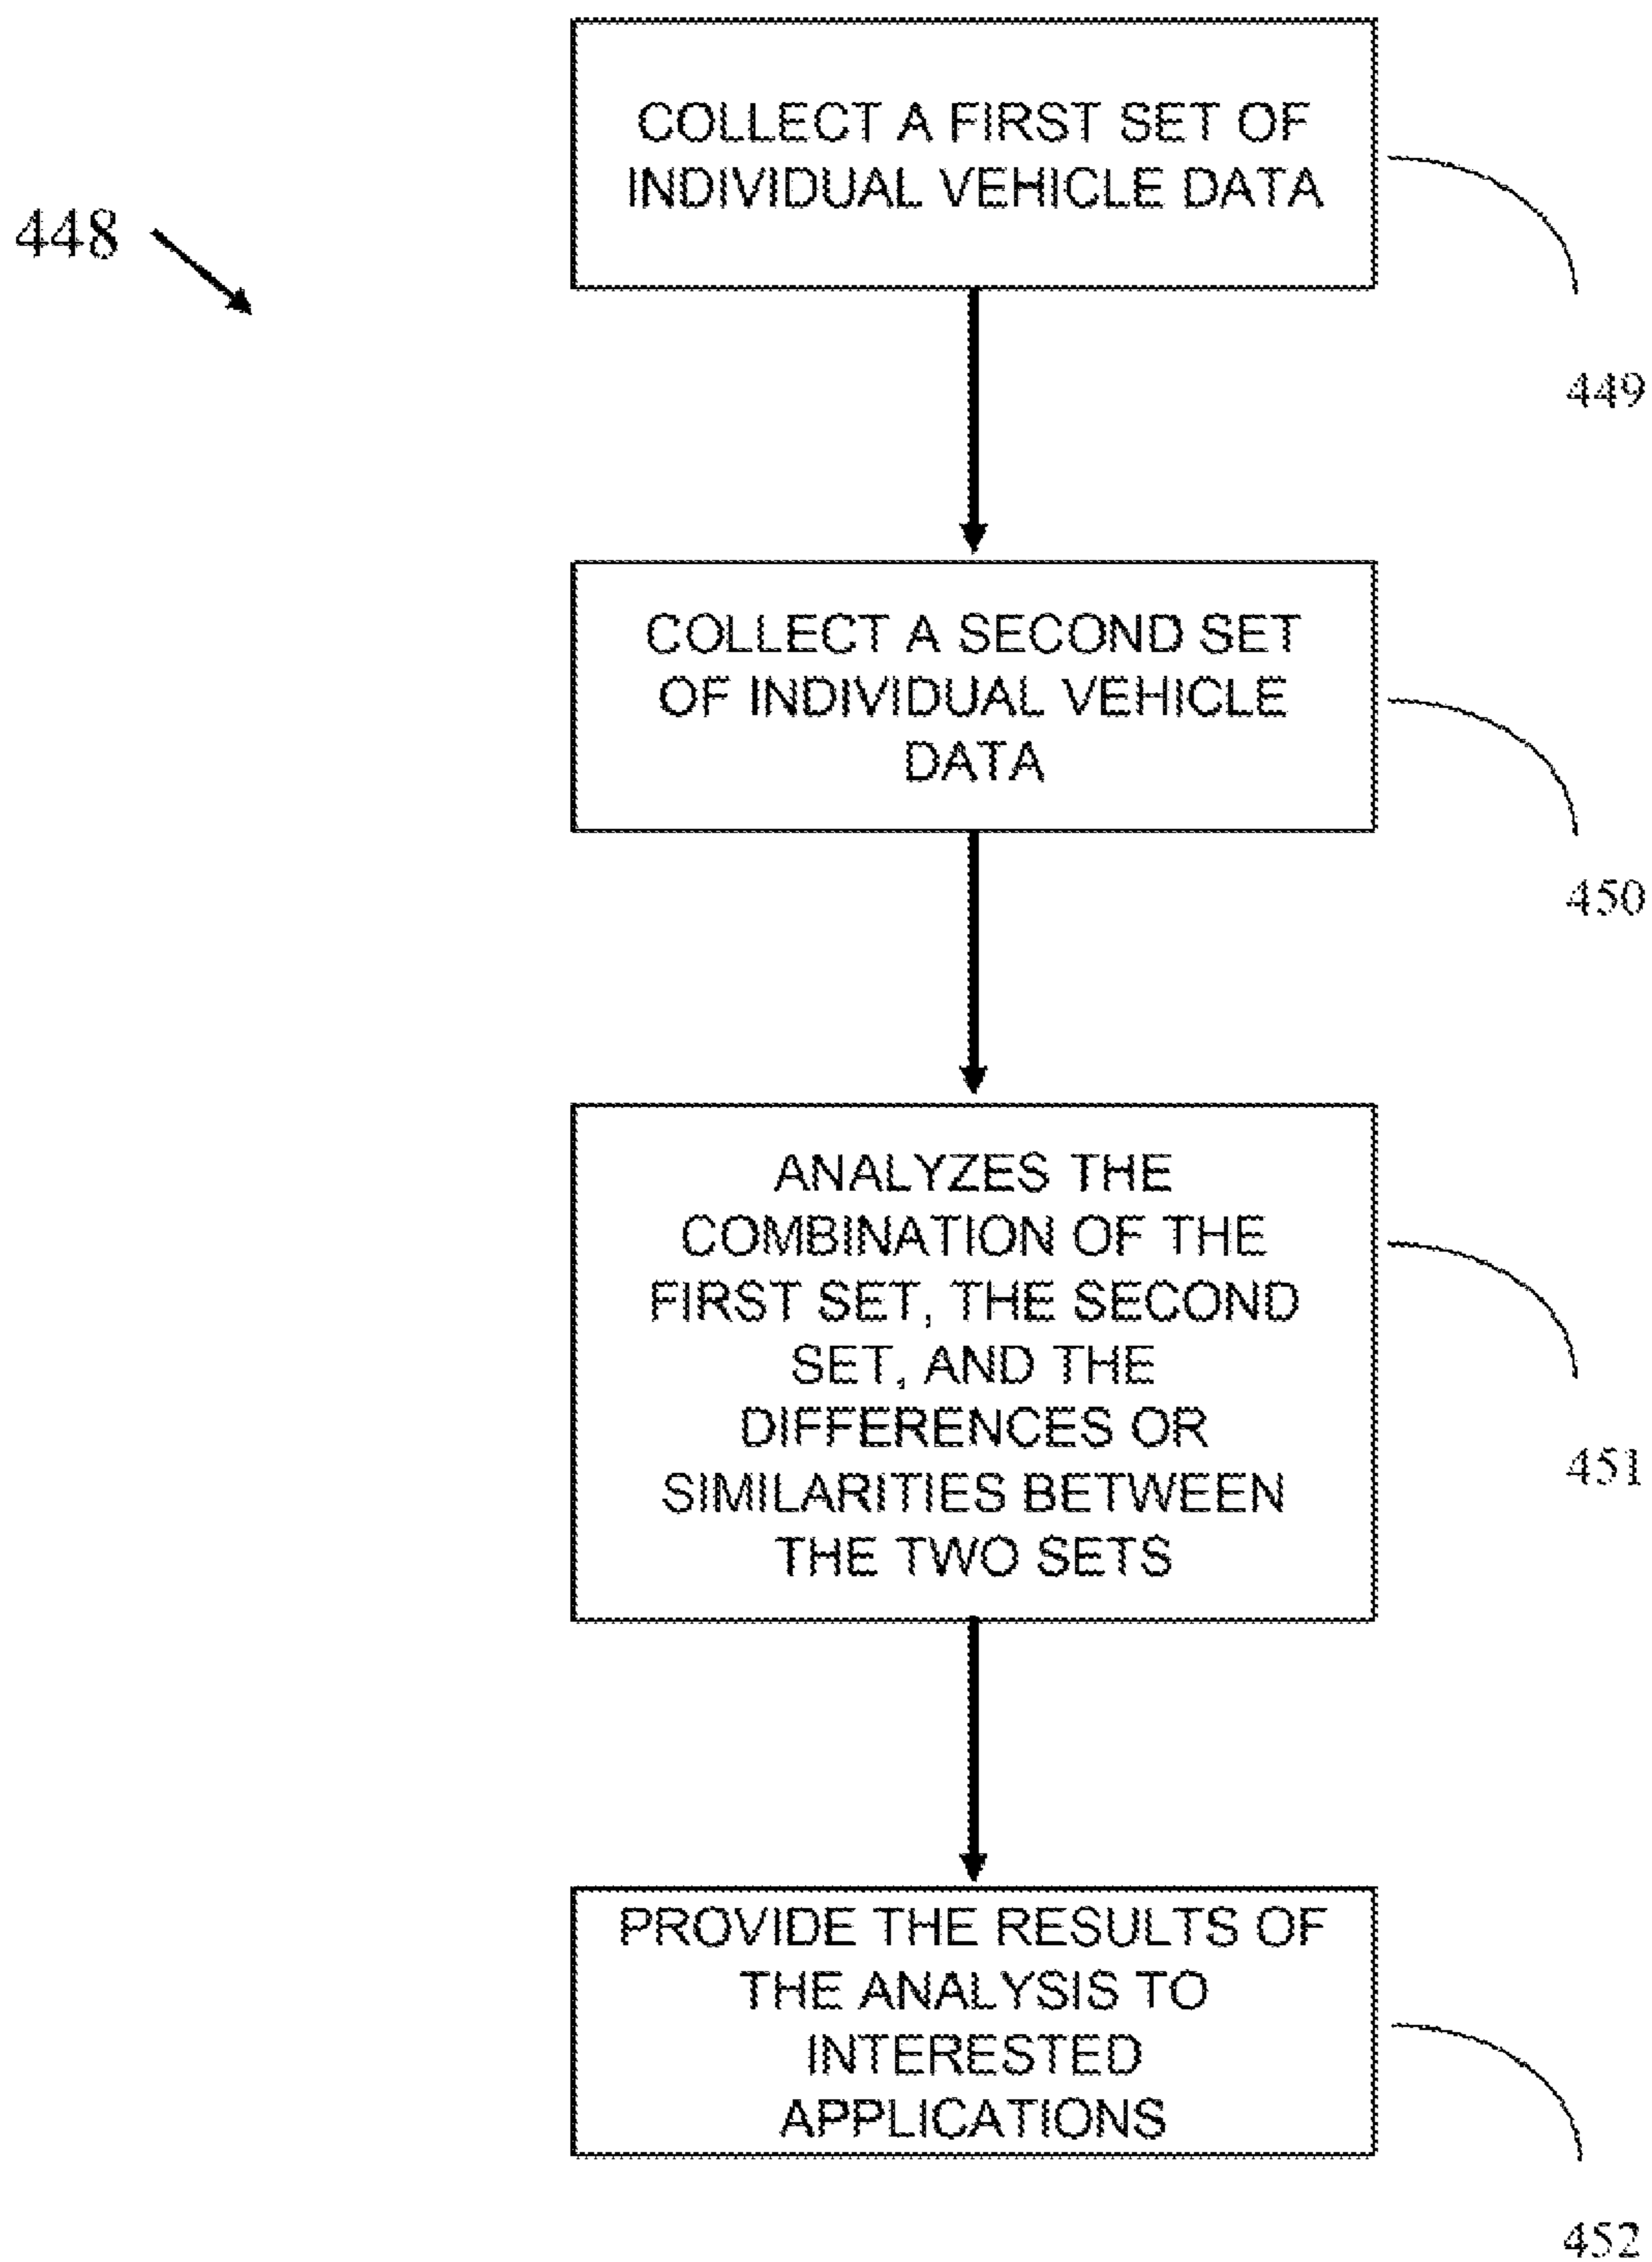 COLLECT A FIRST SET OF
INDIVIDUAL VEHICLE DATA
448
449
COLLECT A SECOND SET
OF INDIVIDUAL VEHICLE
DATA
450
ANALYZES THE
COMBINATION OF THE
FIRST SET, THE SECOND
SET, AND THE
DIFFERENCES OR
SIMILARITIES BETWEEN
THE TWO SETS
451
PROVIDE THE RESULTS OF
THE ANALYSIS TO
INTERESTED
APPLICATIONS
452